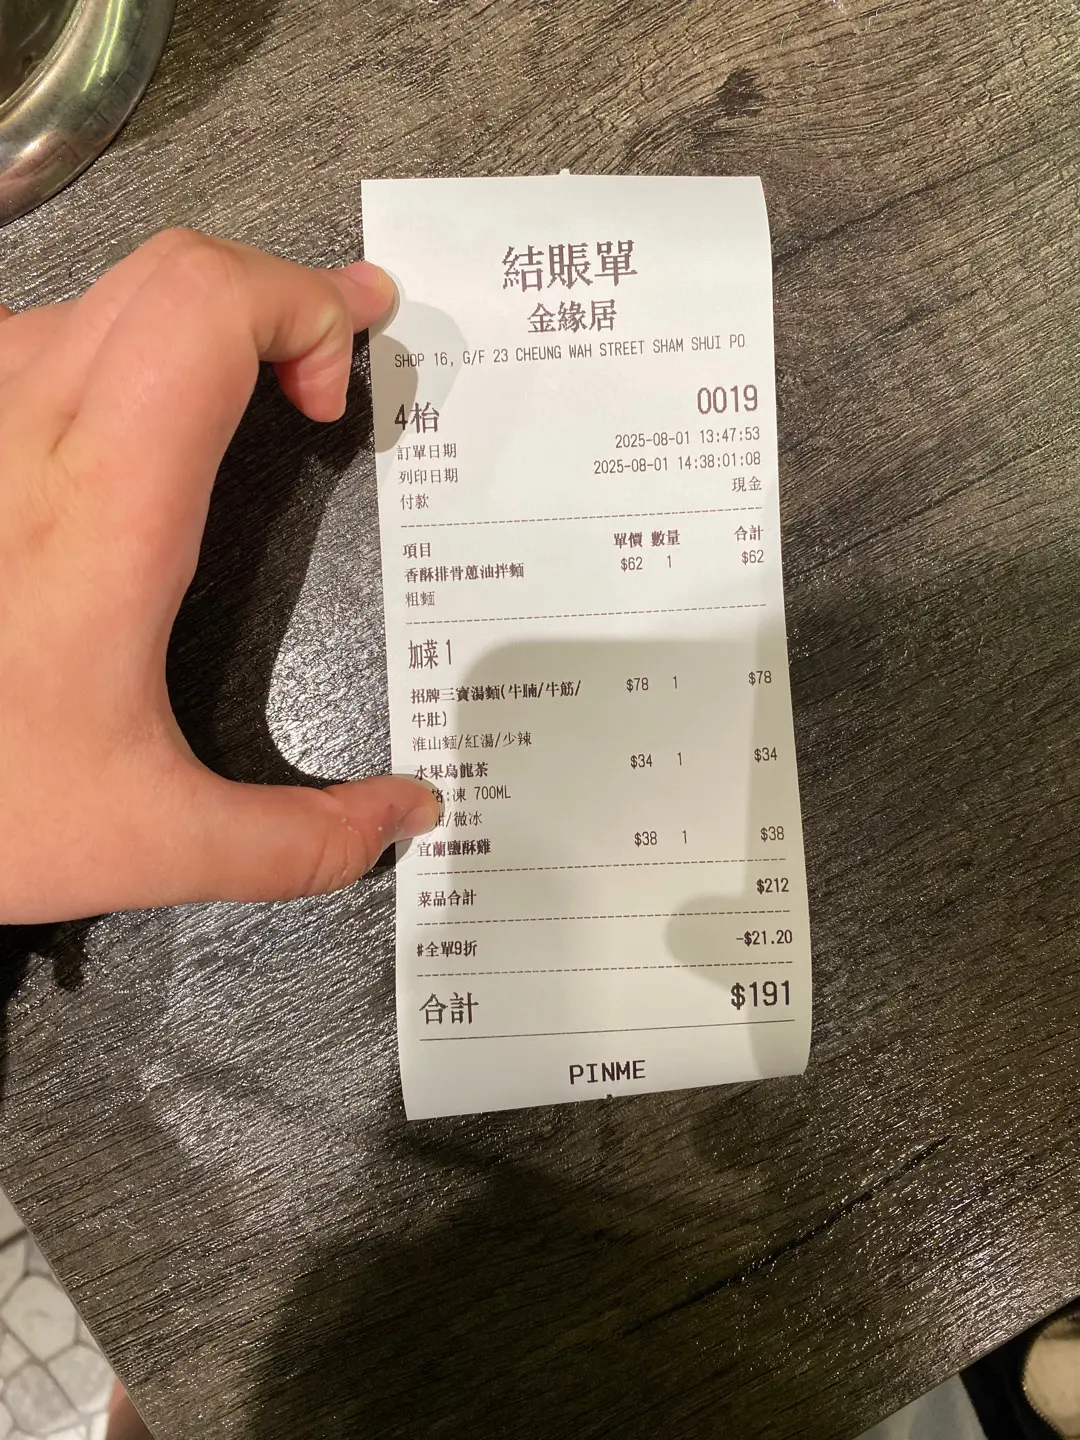 結賬單
金緣居
SHOP 16, G/F 23 CHEUNG WAH STREET SHAM SHUI PO
4枱 0019
訂單日期 2025-08-01 13:47:53
列印日期 2025-08-01 14:38:01:08
付款 現金
項目 單價 數量 合計
香酥排骨蔥油拌麵 $62 1 $62
粗麵
加菜 1
招牌三寶湯麵(牛腩/牛筋/ $78 1 $78
牛肚)
淮山麵/紅湯/少辣
水果烏龍茶 $34 1 $34
:凍 700ML
/微冰
宜蘭鹽酥雞 $38 1 $38
菜品合計 $212
#全單9折 -$21.20
合計 $191
PINME